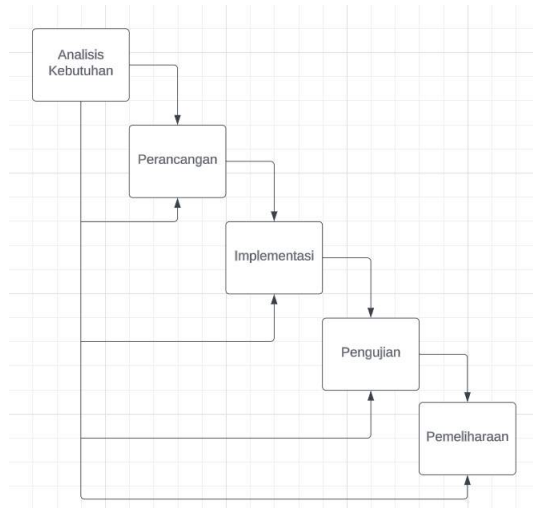 Analisis
Kebutuhan
Perancangan
Implementasi
Pengujian
Pemeliharaan